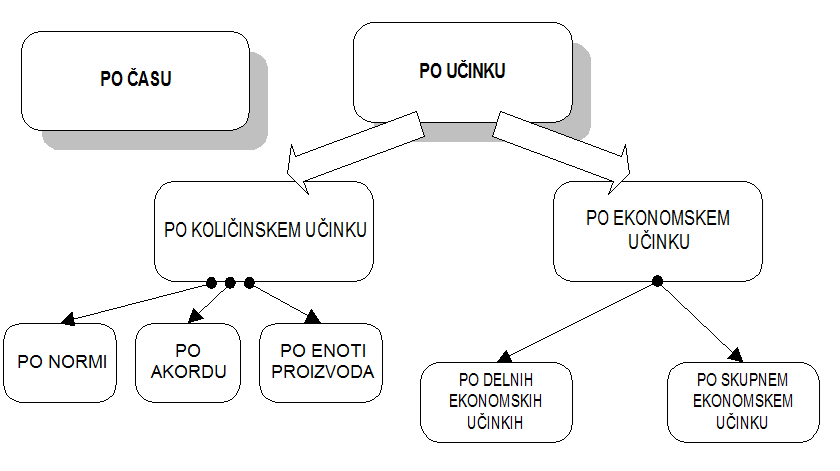 PO ČASU
PO UČINKU
PO KOLIČINSKEM UČINKU
PO EKONOMSKEM
UČINKU
PO NORMI
PO
AKORDU
PO ENOTI
PROIZVODA
PO DELNIH
EKONOMSKIH
UČINKIH
PO SKUPNEM
EKONOMSKEM
UČINKU